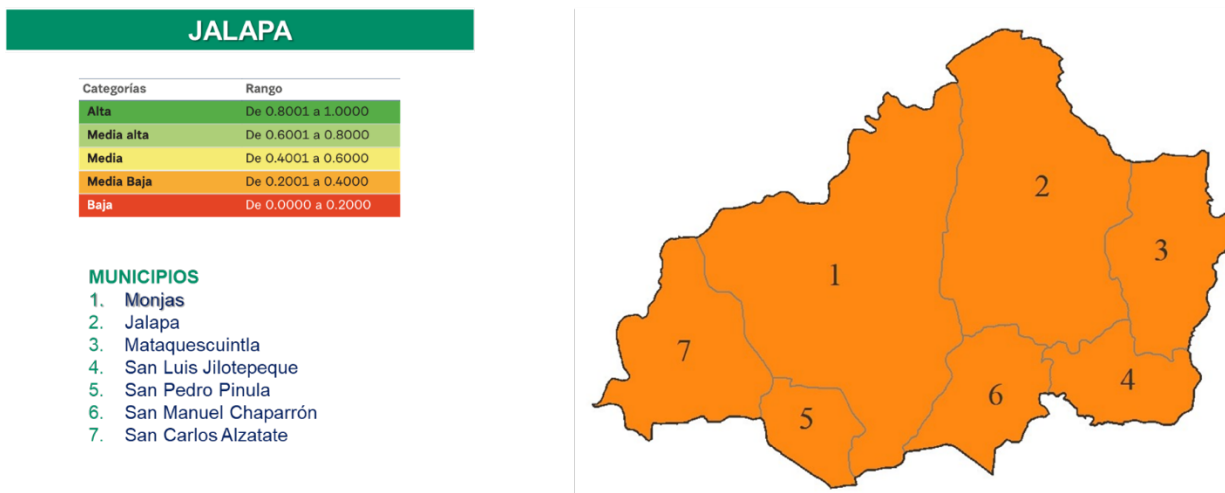 JALAPA
Categorías Rango
Alta De 0.8001 a 1.0000
Media alta De 0.6001 a 0.8000
Media De 0.4001 a 0.6000
Media Baja De 0.2001 a 0.4000
Baja De 0.0000 a 0.2000
MUNICIPIOS
1. Monjas
2. Jalapa
3. Mataquescuintla
4. San Luis Jilotepeque
5. San Pedro Pinula
6. San Manuel Chaparrón
7. San Carlos Alzatate
2
3
1
7
4
6
5